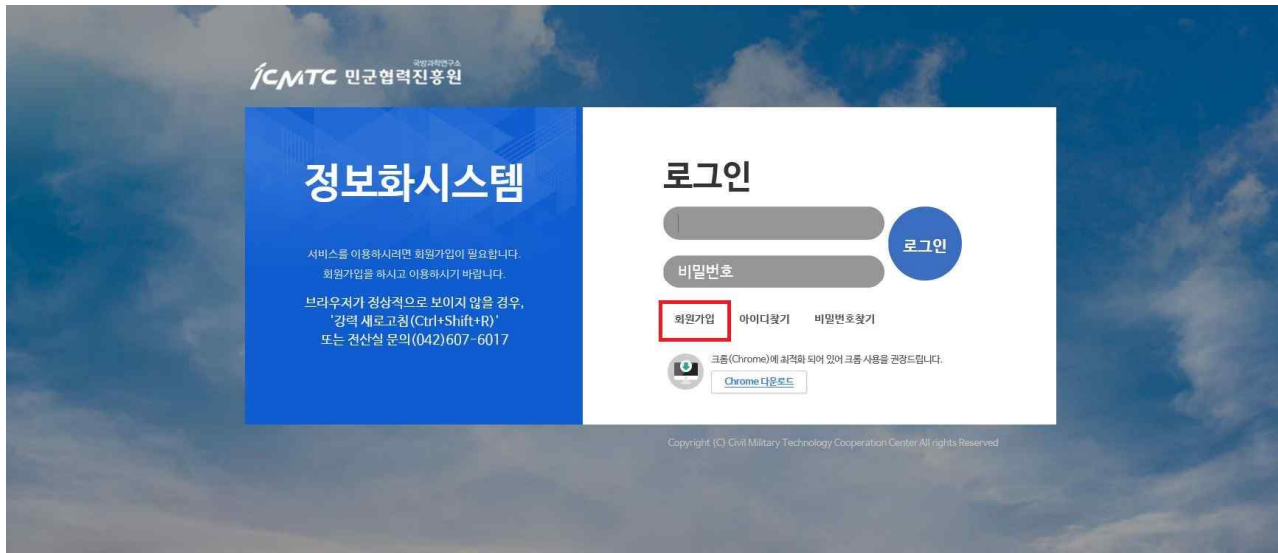 국방과학연구소
iCMTC 민군협력진흥원
정보화시스템
서비스를 이용하시려면 회원가입이 필요합니다.
회원가입을 하시고 이용하시기 바랍니다.
브라우저가 정상적으로 보이지 않을 경우,
'강력 새로고침(Ctrl+Shift+R)'
또는 전산실 문의(042)607-6017
로그인
로그인
비밀번호
회원가입 아이디찾기 비밀번호찾기
크롬(Chrome)에 최적화 되어 있어 크롬 사용을 권장드립니다.
Chrome 다운로드
Copyright (C) Civil Military Technology Cooperation Center All rights Reserved